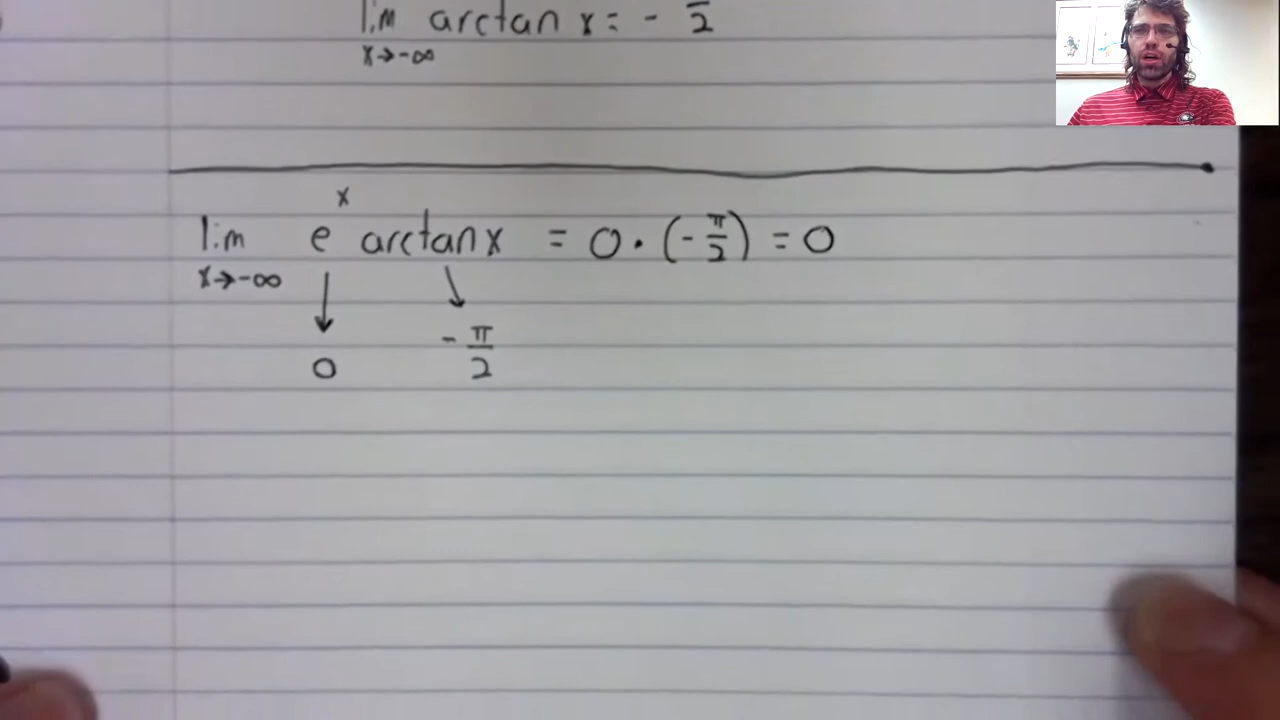 lim arctan x = - 2
x→-∞
x
lim e arctan x = 0 · (- π/2) = 0
x→-∞
- π
0 2